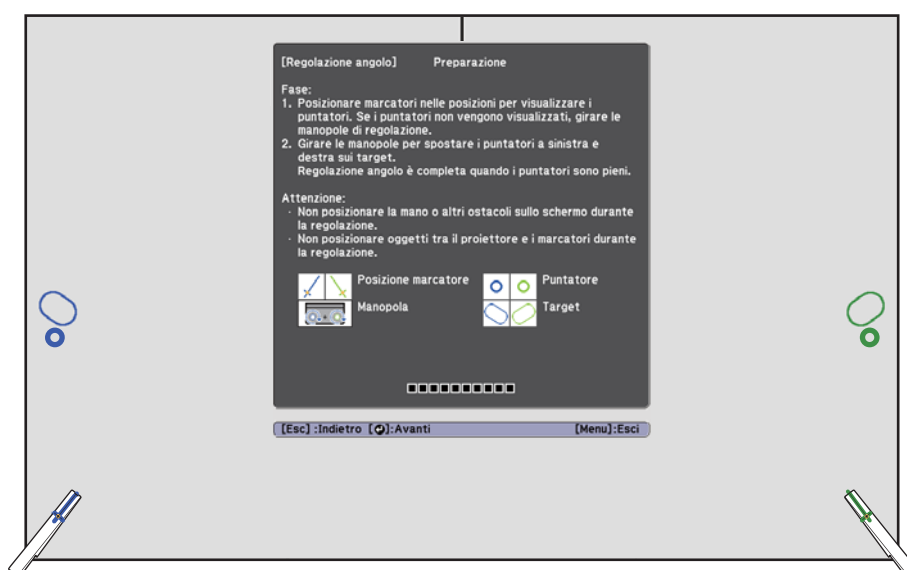 [Regolazione angolo] Preparazione
Fase:
1. Posizionare marcatori nelle posizioni per visualizzare i
puntatori. Se i puntatori non vengono visualizzati, girare le
manopole di regolazione.
2. Girare le manopole per spostare i puntatori a sinistra e
destra sui target.
Regolazione angolo è completa quando i puntatori sono pieni.
Attenzione:
· Non posizionare la mano o altri ostacoli sullo schermo durante
la regolazione.
· Non posizionare oggetti tra il proiettore e i marcatori durante
la regolazione.
Posizione marcatore
Puntatore
Manopola
Target
[Esc] :Indietro [⏎]:Avanti [Menu]:Esci